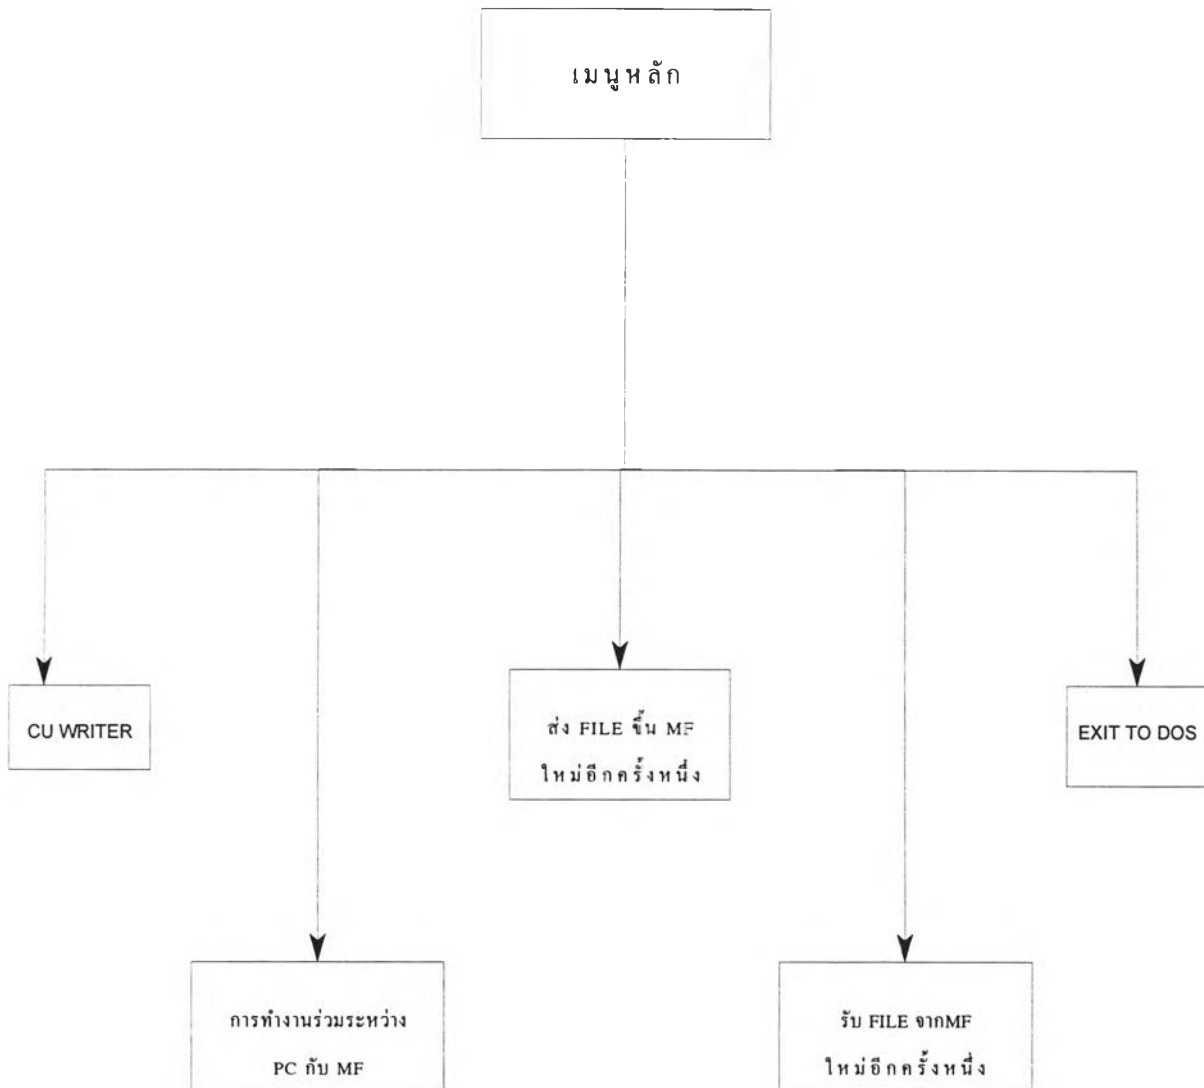 เมนูหลัก
CU WRITER
ส่ง FILE ขึ้น MF
ใหม่อีกครั้งหนึ่ง
EXIT TO DOS
การทำงานร่วมระหว่าง
PC กับ MF
รับ FILE จากMF
ใหม่อีกครั้งหนึ่ง